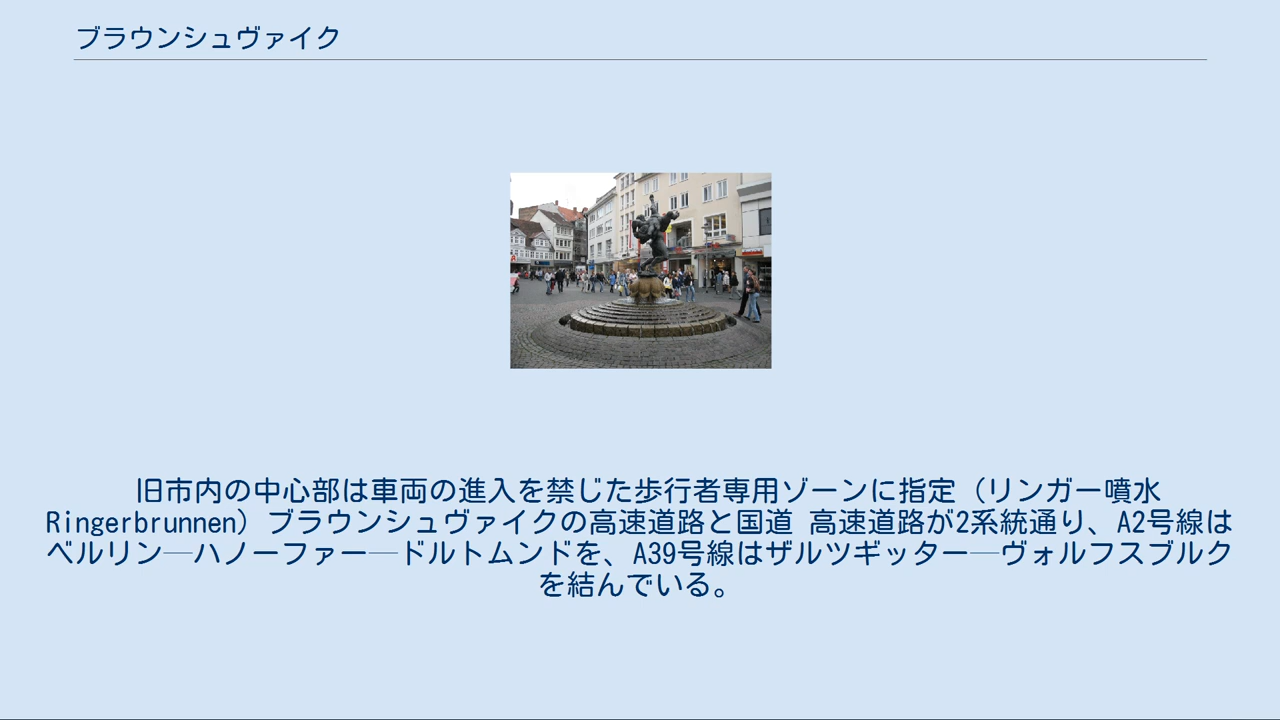 ブラウンシュヴァイク
旧市内の中心部は車両の進入を禁じた歩行者専用ゾーンに指定（リンガー噴水
Ringerbrunnen）ブラウンシュヴァイクの高速道路と国道 高速道路が2系統通り、A2号線は
ベルリン─ハノーファー─ドルトムンドを、A39号線はザルツギッター─ヴォルフスブルク
を結んでいる。